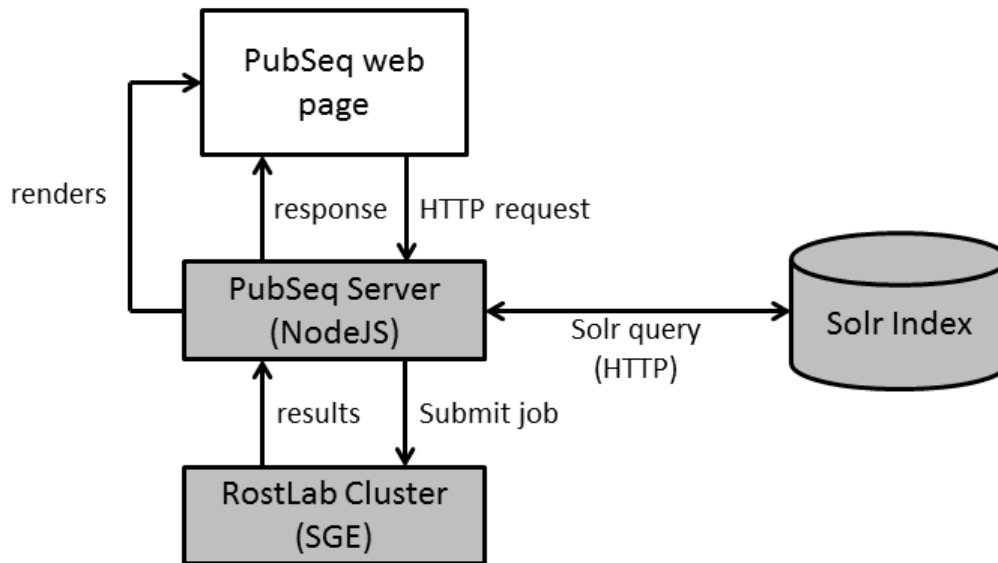 PubSeq web
page
renders
response
HTTP request
PubSeq Server
(NodeJS)
Solr query
(HTTP)
Solr Index
results
Submit job
RostLab Cluster
(SGE)